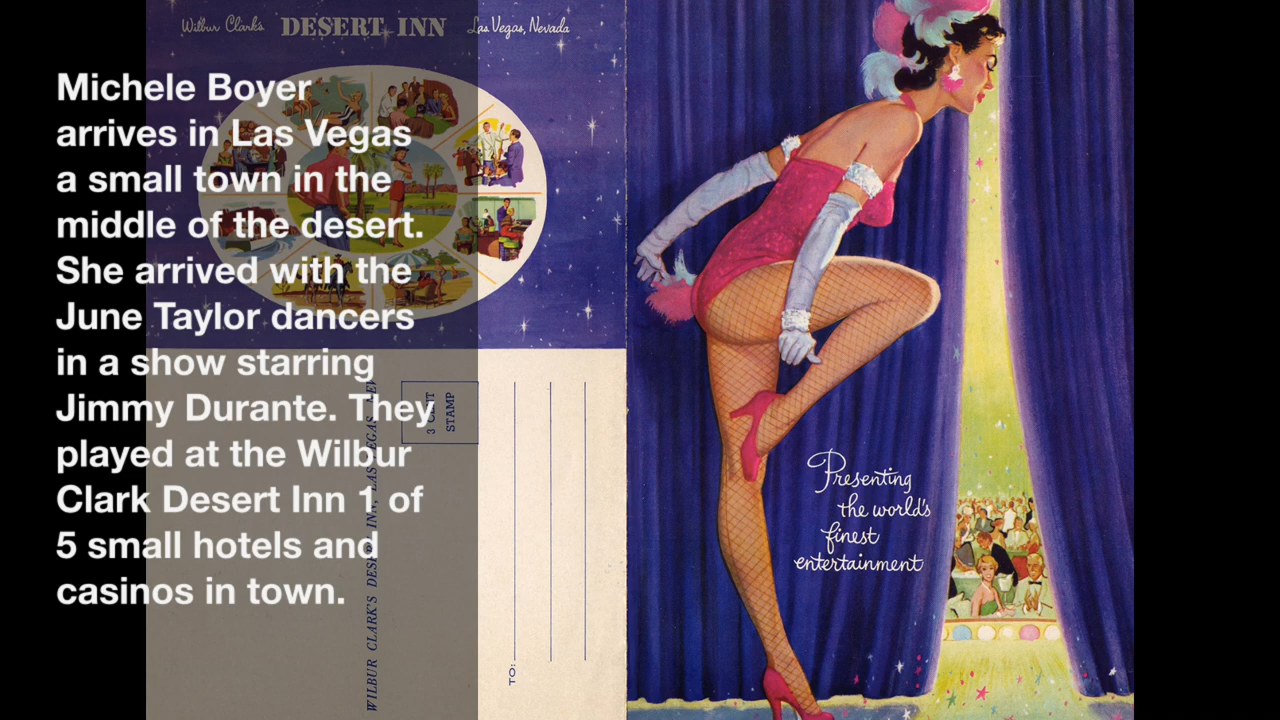 Wilbur Clark's DESERT INN Las Vegas, Nevada
Michele Boyer
arrives in Las Vegas
a small town in the
middle of the desert.
She arrived with the
June Taylor dancers
in a show starring
Jimmy Durante. They
played at the Wilbur
Clark Desert Inn 1 of
5 small hotels and
casinos in town.
3 CENT
STAMP
WILBUR CLARK'S DESERT INN, LAS VEGAS, NEV
TO:
Presenting
the world's
finest
entertainment